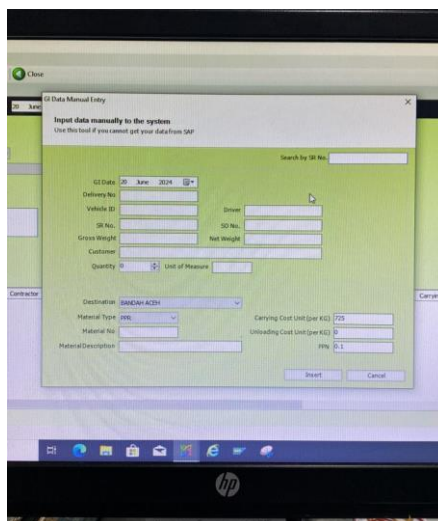 Close
20 June
GI Data Manual Entry
Input data manually to the system
Use this tool if you cannot get your data from SAP
Search by SR No.
GI Date 20 June 2024
Delivery No
Vehicle ID Driver
SR No. SO No.
Gross Weight Net Weight
Customer
Quantity 0 Unit of Measure
Contractor
Destination BANDAH ACEH
Material Type Carrying Cost Unit (per KG) 725
Material No Unloading Cost Unit (per KG) 0
Material Description PPN 0.1
Insert Cancel
hp